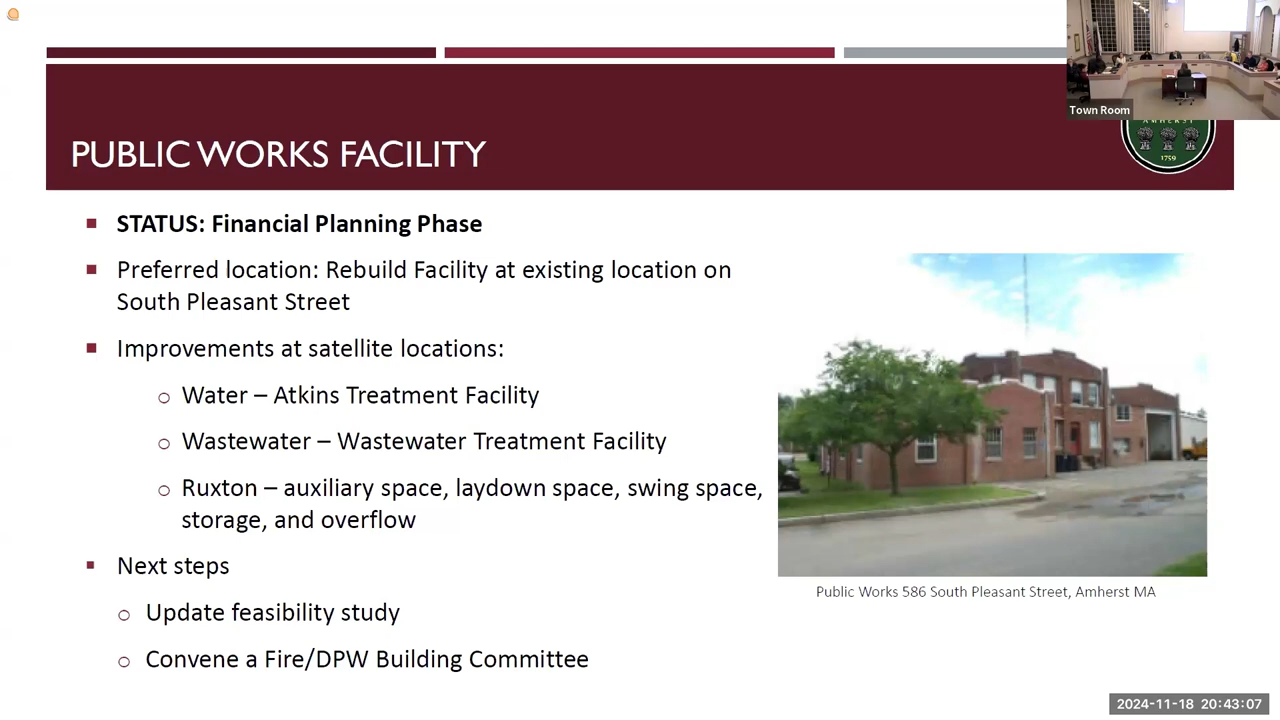 Town Room
AMHERST
1759
PUBLIC WORKS FACILITY
STATUS: Financial Planning Phase
Preferred location: Rebuild Facility at existing location on
South Pleasant Street
Improvements at satellite locations:
Water – Atkins Treatment Facility
Wastewater – Wastewater Treatment Facility
Ruxton – auxiliary space, laydown space, swing space,
storage, and overflow
Next steps
Update feasibility study
Convene a Fire/DPW Building Committee
Public Works 586 South Pleasant Street, Amherst MA
2024-11-18 20:43:07